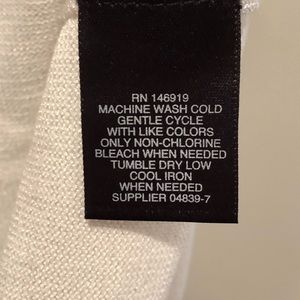 RN 146919
MACHINE WASH COLD
GENTLE CYCLE
WITH LIKE COLORS
ONLY NON-CHLORINE
BLEACH WHEN NEEDED
TUMBLE DRY LOW
COOL IRON
WHEN NEEDED
SUPPLIER 04839-7